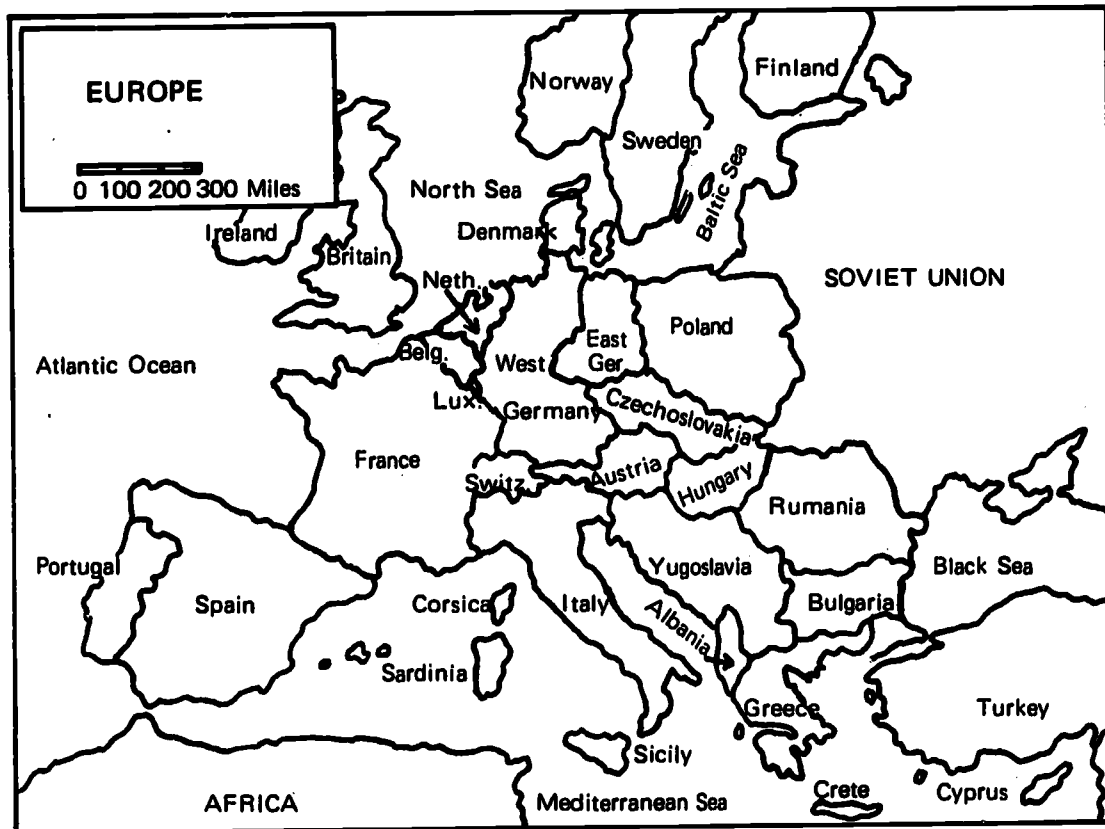 EUROPE
0 100 200 300 Miles
Norway
Finland
Sweden
Baltic Sea
North Sea
Denmark
Ireland
Britain
Neth.
SOVIET UNION
Poland
East
Ger
Belg.
West
Germany
Atlantic Ocean
Lux.
Czechoslovakia
France
Switz.
Austria
Hungary
Rumania
Portugal
Spain
Corsica
Italy
Yugoslavia
Black Sea
Bulgaria
Albania
Sardinia
Greece
Turkey
Sicily
AFRICA
Mediterranean Sea
Crete
Cyprus